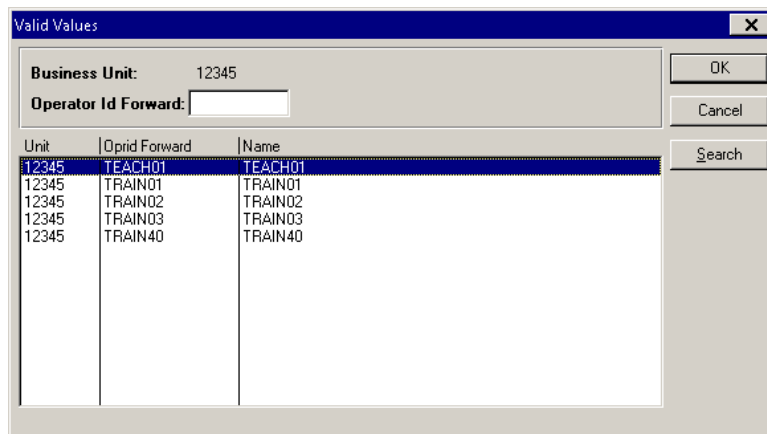 Valid Values
Business Unit: 12345
Operator Id Forward:
OK
Cancel
Search
Unit Oprid Forward Name
12345 TEACH01 TEACH01
12345 TRAIN01 TRAIN01
12345 TRAIN02 TRAIN02
12345 TRAIN03 TRAIN03
12345 TRAIN40 TRAIN40